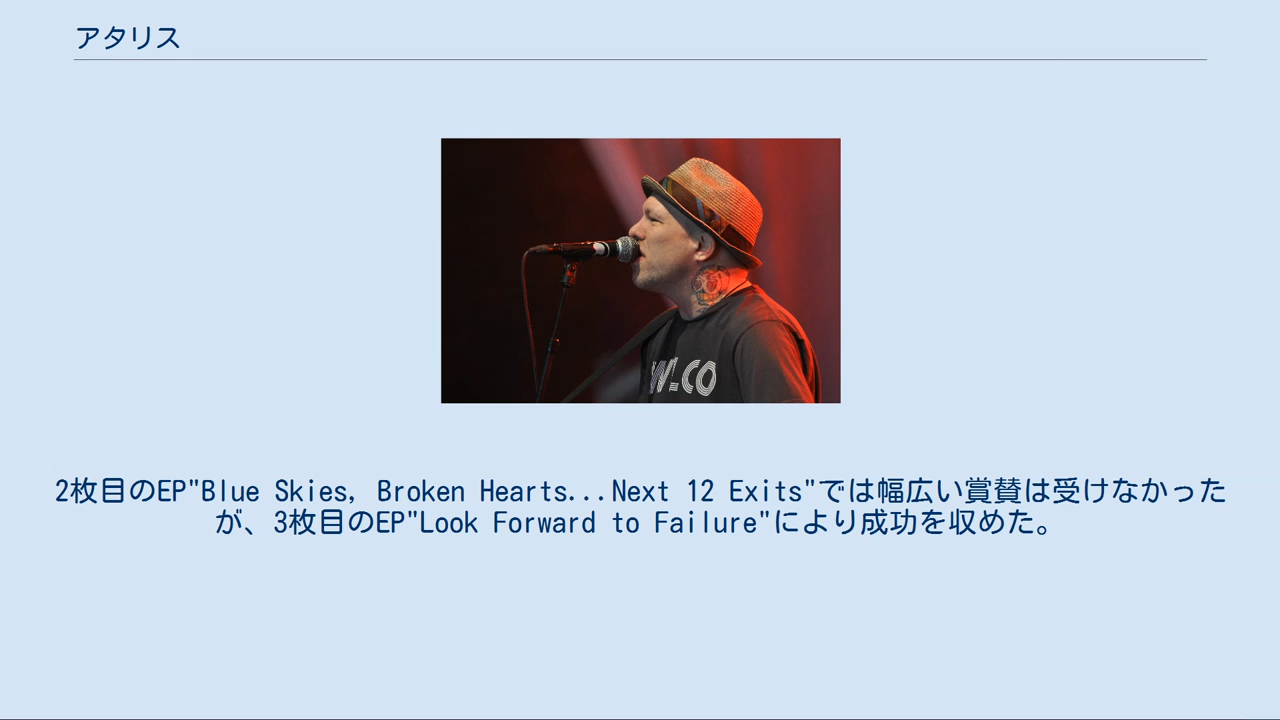 アタリス
CO
2枚目のEP"Blue Skies, Broken Hearts...Next 12 Exits"では幅広い賞賛は受けなかった
が、3枚目のEP"Look Forward to Failure"により成功を収めた。